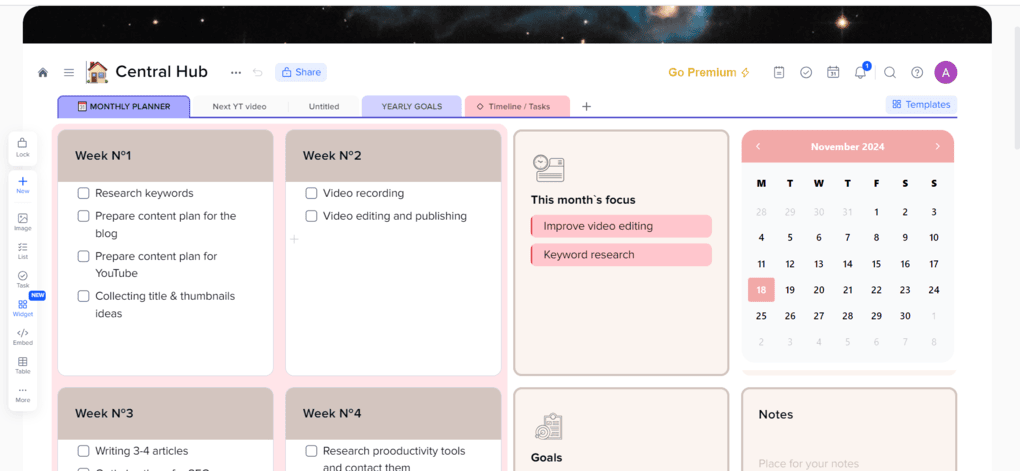 Central Hub
...
Share
Go Premium
31
1
?
A
MONTHLY PLANNER
Next YT video
Untitled
YEARLY GOALS
Timeline / Tasks
+
Templates
Lock
New
Image
List
Task
NEW
Widget
Embed
Table
More
Week №1
Research keywords
Prepare content plan for the
blog
Prepare content plan for
YouTube
Collecting title & thumbnails
ideas
Week №2
Video recording
Video editing and publishing
This month`s focus
Improve video editing
Keyword research
November 2024
M T W T F S S
28 29 30 31 1 2 3
4 5 6 7 8 9 10
11 12 13 14 15 16 17
18 19 20 21 22 23 24
25 26 27 28 29 30 1
2 3 4 5 6 7 8
Week №3
Writing 3-4 articles
Week №4
Research prooductivity tools
and contact them
Goals
Notes
Place for your notes